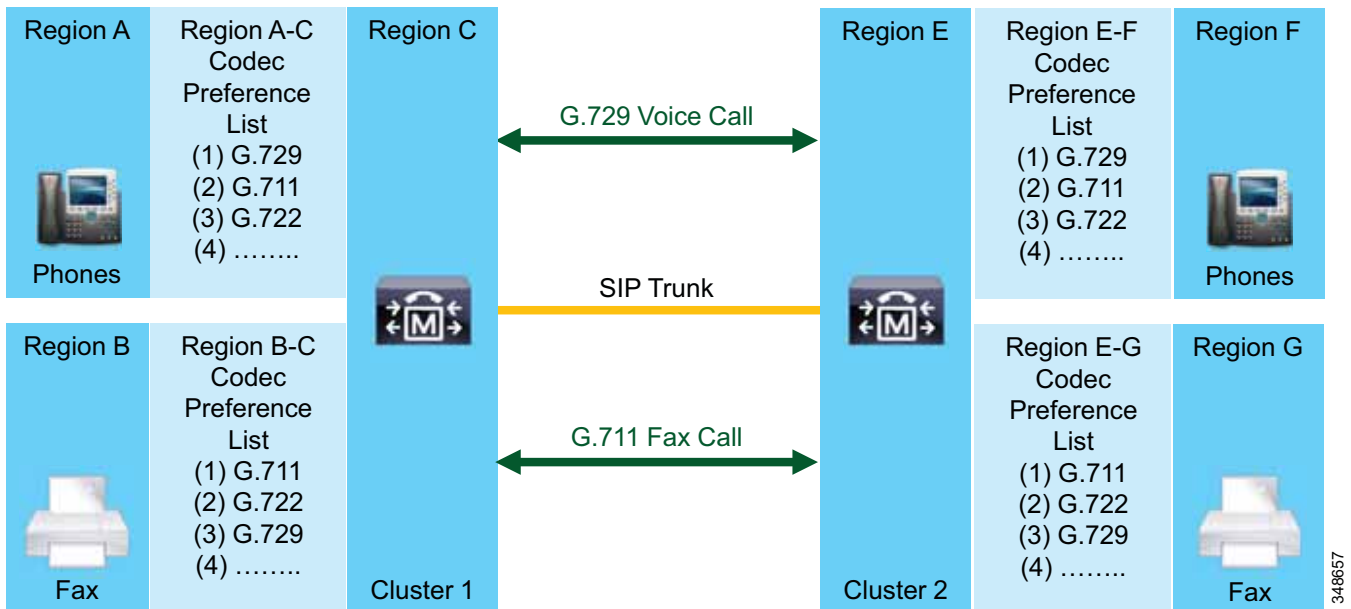 Region A
Region A-C
Codec
Preference
List
(1) G.729
(2) G.711
(3) G.722
(4) ……..
Phones
Region B
Region B-C
Codec
Preference
List
(1) G.711
(2) G.722
(3) G.729
(4) ……..
Fax
Region C
Cluster 1
G.729 Voice Call
SIP Trunk
G.711 Fax Call
M
M
Region E
Cluster 2
Region E-F
Codec
Preference
List
(1) G.729
(2) G.711
(3) G.722
(4) ……..
Region F
Phones
Region E-G
Codec
Preference
List
(1) G.711
(2) G.722
(3) G.729
(4) ……..
Region G
Fax
348657